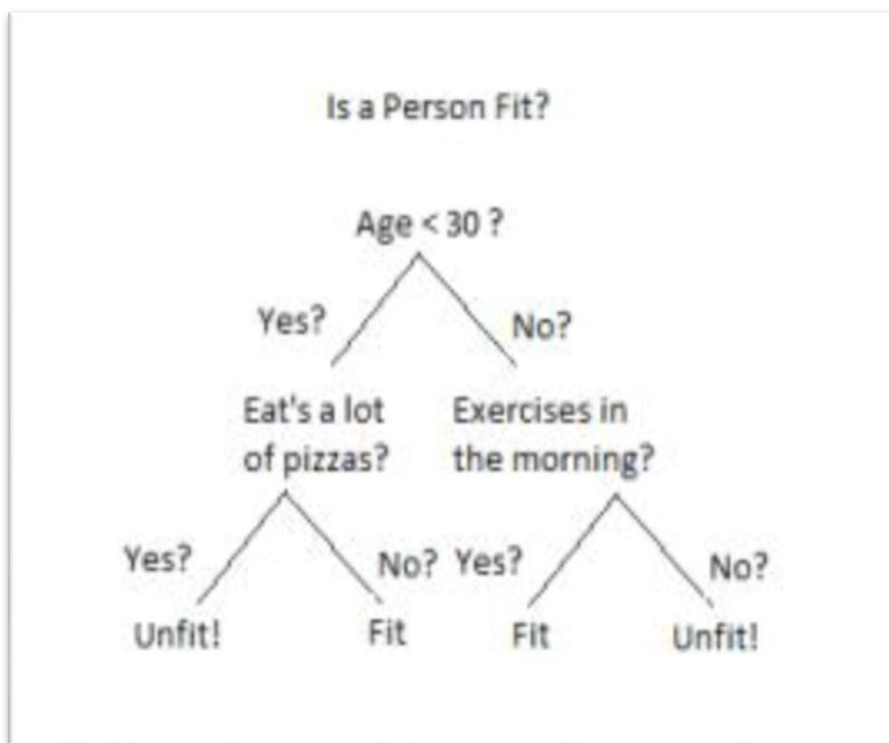 Is a Person Fit?
Age < 30 ?
Yes?
No?
Eat's a lot
of pizzas?
Exercises in
the morning?
Yes?
No?
Yes?
No?
Unfit!
Fit
Fit
Unfit!